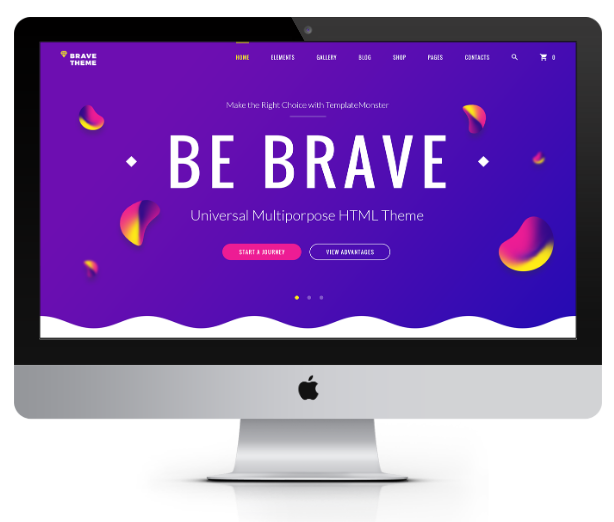 BRAVE
THEME
HOME ELEMENTS GALLERY BLOG SHOP PAGES CONTACTS 0
Make the Right Choice with TemplateMonster
BE BRAVE
Universal Multiporpose HTML Theme
START A JOURNEY VIEW ADVANTAGES